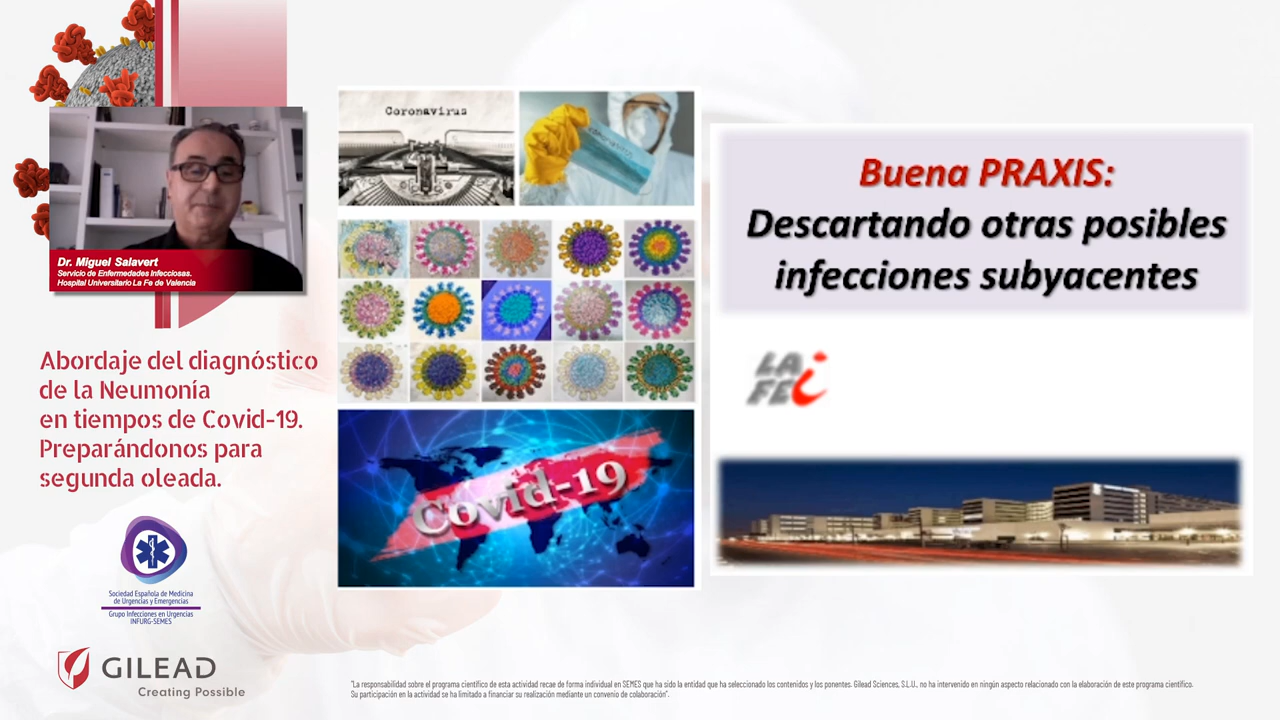 Dr. Miguel Salavert
Servicio de Enfermedades Infecciosas.
Hospital Universitario La Fe de Valencia
Abordaje del diagnóstico
de la Neumonía
en tiempos de Covid-19.
Preparándonos para
segunda oleada.
Sociedad Española de Medicina
de Urgencias y Emergencias
Grupo Infecciones en Urgencias
INFURG-SEMES
GILEAD
Creating Possible
Coronavirus
coronavirus
Covid-19
Buena PRAXIS:
Descartando otras posibles
infecciones subyacentes
LA
FE
"La responsabilidad sobre el programa científico de esta actividad recae de forma individual en SEMES que ha sido la entidad que ha seleccionado los contenidos y los ponentes. Gilead Sciences, S.L.U., no ha intervenido en ningún aspecto relacionado con la elaboración de este programa científico.
Su participación en la actividad se ha limitado a financiar su realización mediante un convenio de colaboración".